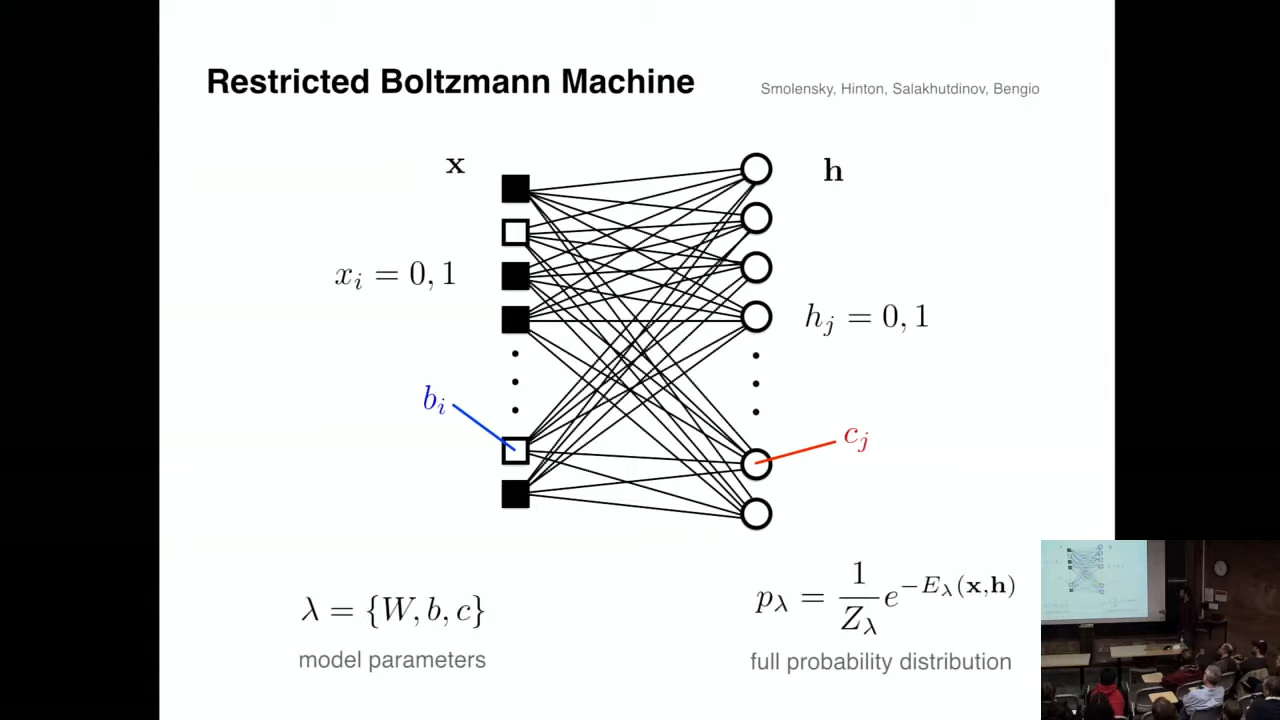 Restricted Boltzmann Machine
Smolensky, Hinton, Salakhutdinov, Bengio
x
h
x_i = 0, 1
h_j = 0, 1
b_i
c_j
λ = {W, b, c}
model parameters
p_λ = \frac{1}{Z_λ} e^{-E_λ(x,h)}
full probability distribution